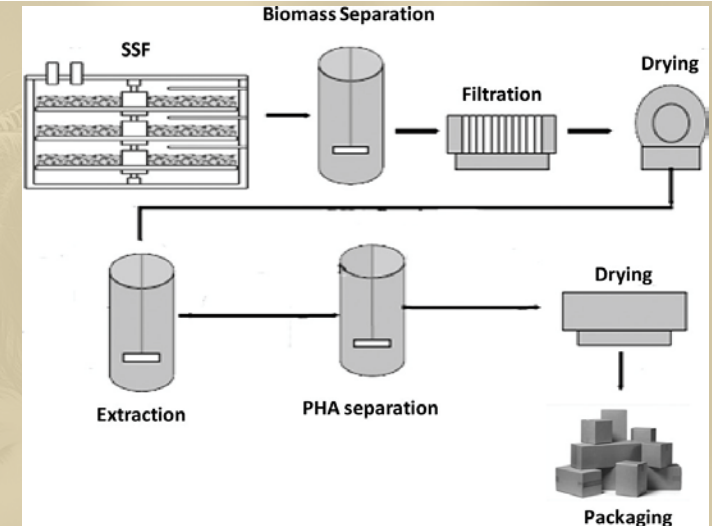 Biomass Separation
SSF
Filtration
Drying
Extraction
PHA separation
Drying
Packaging